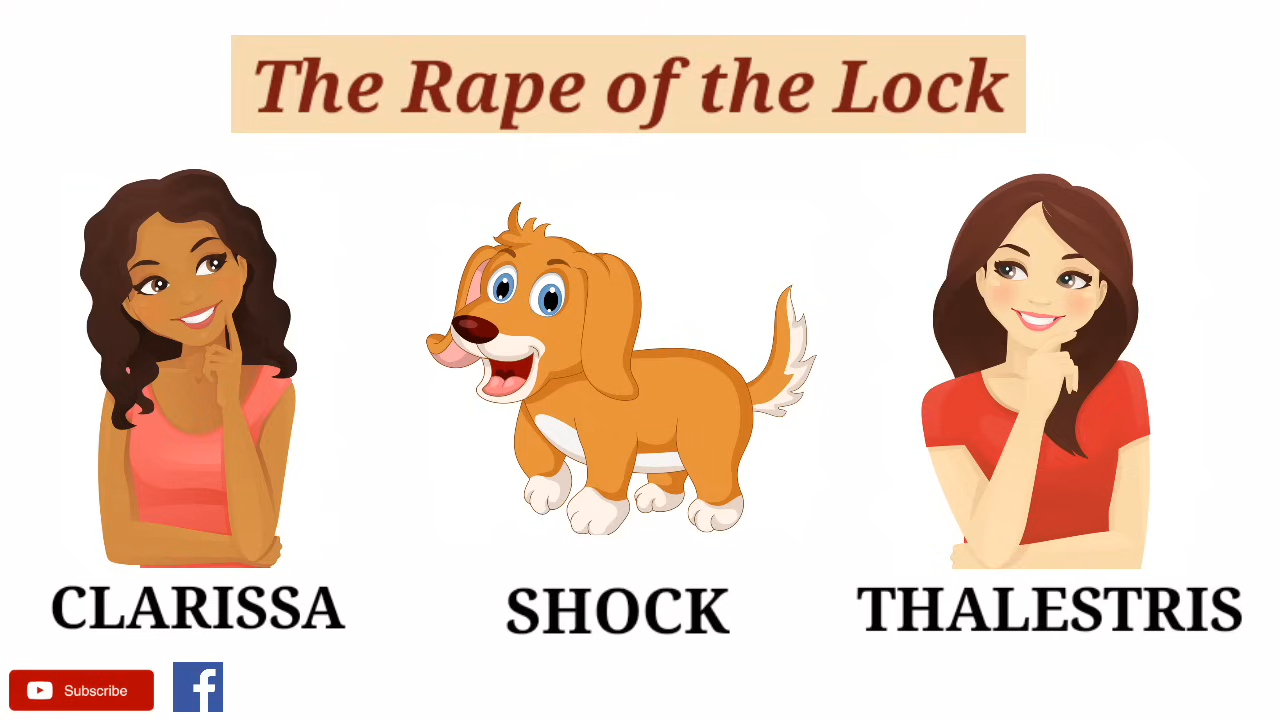 The Rape of the Lock
CLARISSA
SHOCK
THALESTRIS
Subscribe
f